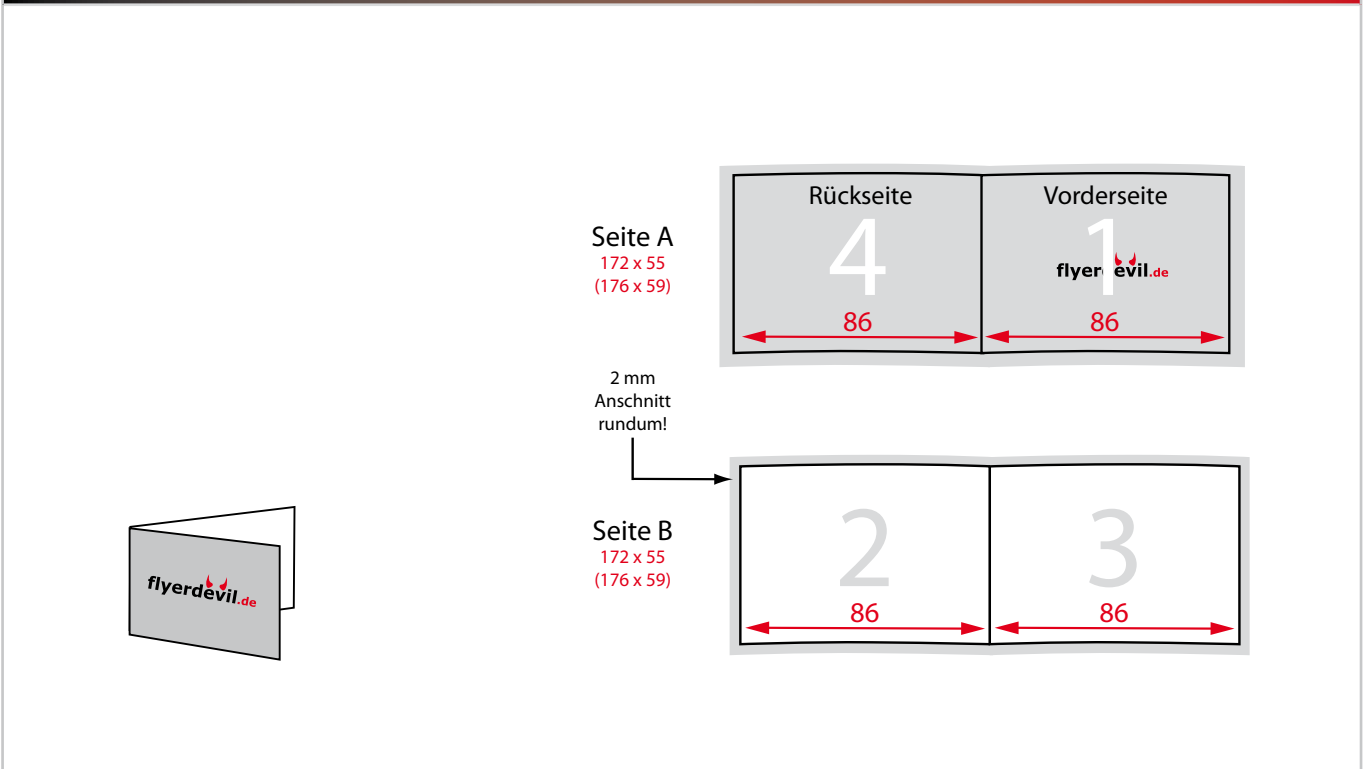 Rückseite
Vorderseite
4
1
flyerdevil.de
86
86
Seite A
172 x 55
(176 x 59)
2 mm
Anschnitt
rundum!
2
3
86
86
Seite B
172 x 55
(176 x 59)
flyerdevil.de